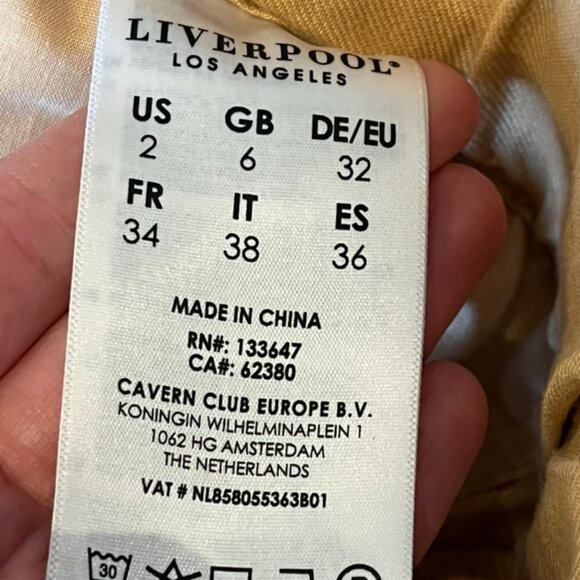 LIVERPOOL®
LOS ANGELES
US GB DE/EU
2 6 32
FR IT ES
34 38 36
MADE IN CHINA
RN#: 133647
CA#: 62380
CAVERN CLUB EUROPE B.V.
KONINGIN WILHELMINAPLEIN 1
1062 HG AMSTERDAM
THE NETHERLANDS
VAT # NL858055363B01
30